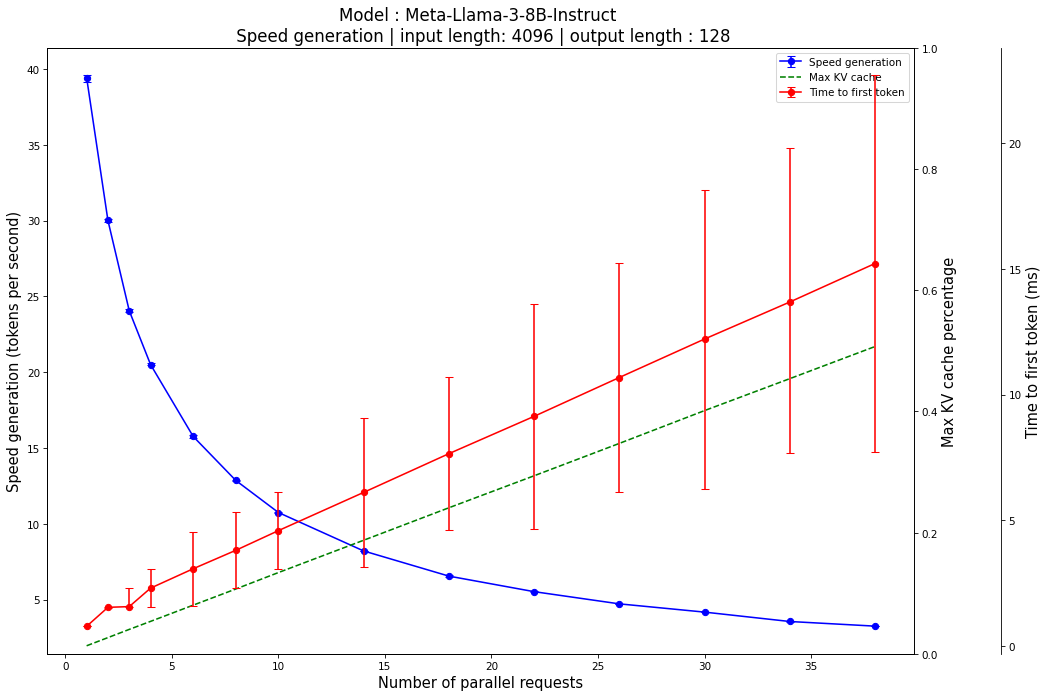 Model : Meta-Llama-3-8B-Instruct
Speed generation | input length: 4096 | output length : 128
Speed generation
Max KV cache
Time to first token
Speed generation (tokens per second)
40
35
30
25
20
15
10
5
0 5 10 15 20 25 30 35
Number of parallel requests
1.0
0.8
0.6
0.4
0.2
0.0
Max KV cache percentage
20
15
10
5
0
Time to first token (ms)